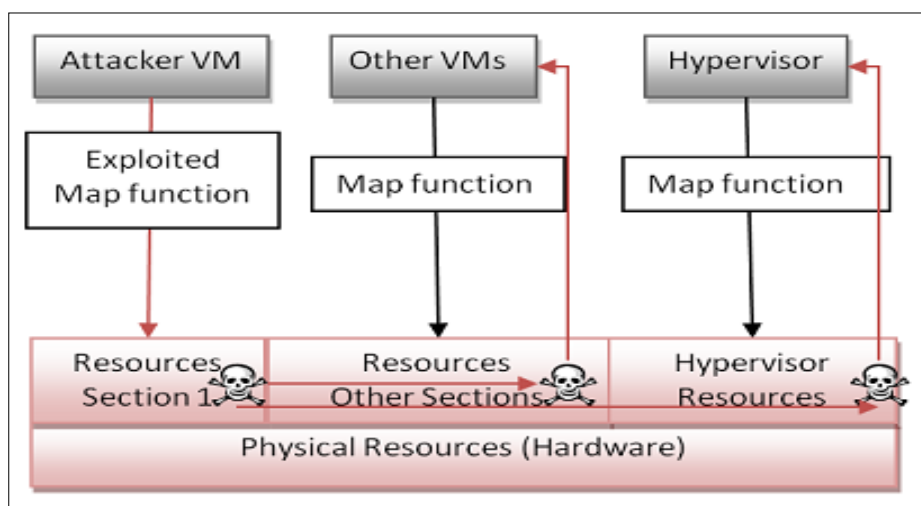 Attacker VM
Other VMs
Hypervisor
Exploited
Map function
Map function
Map function
Resources
Section 1
Resources
Other Sections
Hypervisor
Resources
Physical Resources (Hardware)